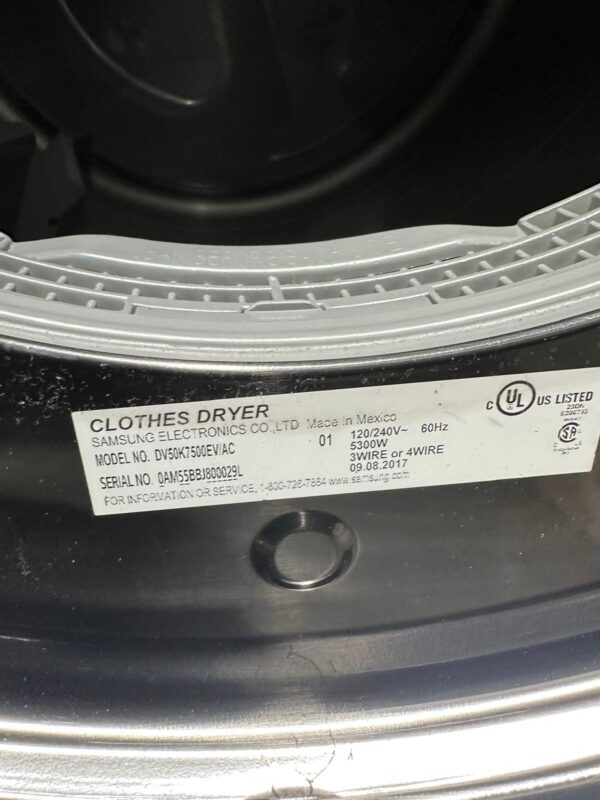 CLOTHES DRYER
SAMSUNG ELECTRONICS CO.,LTD Made in Mexico
MODEL NO. DV50K7500EV/AC 01 120/240V~ 60Hz
5300W
3WIRE or 4WIRE
SERIAL NO. 0AM55BBJ800029L 09.08.2017
FOR INFORMATION OR SERVICE, 1-800-726-7864 www.samsung.com
C UL US LISTED